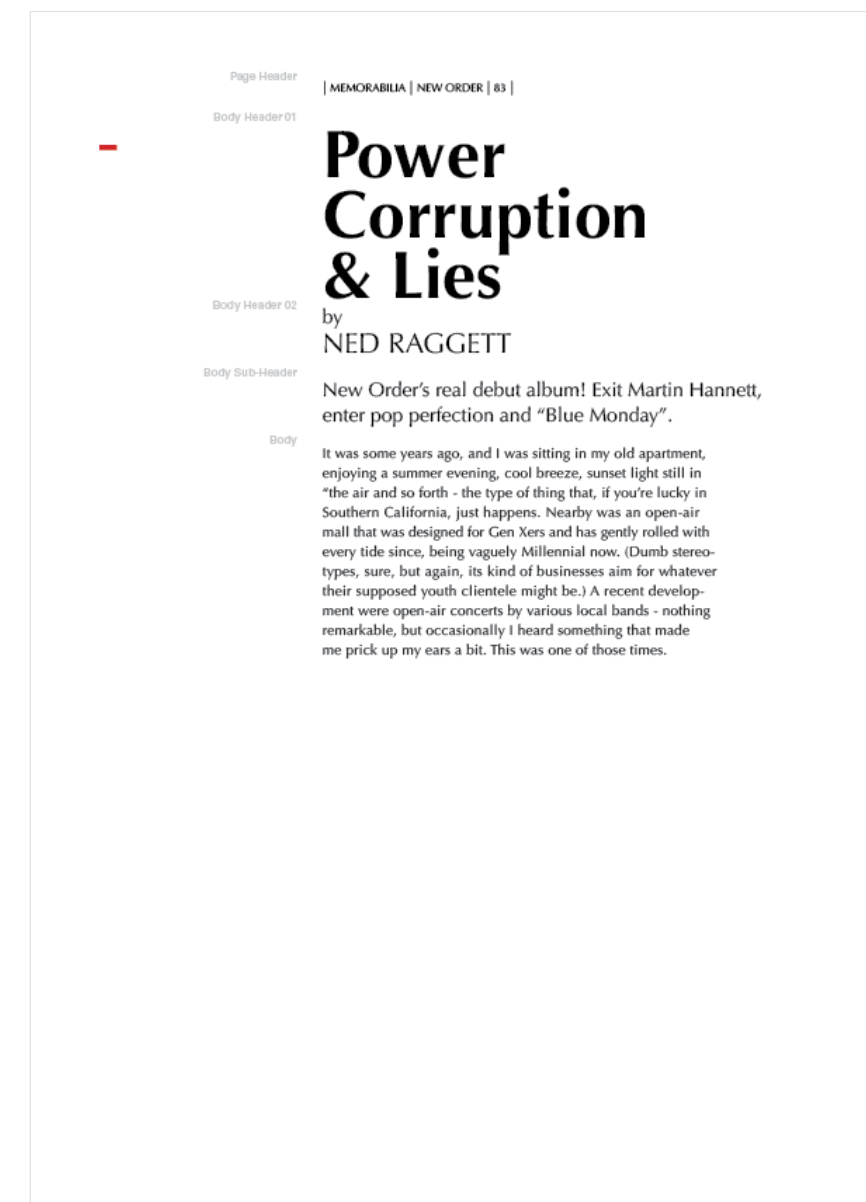 Page Header
| MEMORABILIA | NEW ORDER | 83 |
Body Header 01
Power
Corruption
& Lies
Body Header 02
by
NED RAGGETT
Body Sub-Header
New Order’s real debut album! Exit Martin Hannett,
enter pop perfection and “Blue Monday”.
Body
It was some years ago, and I was sitting in my old apartment,
enjoying a summer evening, cool breeze, sunset light still in
“the air and so forth - the type of thing that, if you’re lucky in
Southern California, just happens. Nearby was an open-air
mall that was designed for Gen Xers and has gently rolled with
every tide since, being vaguely Millennial now. (Dumb stereo-
types, sure, but again, its kind of businesses aim for whatever
their supposed youth clientele might be.) A recent develop-
ment were open-air concerts by various local bands - nothing
remarkable, but occasionally I heard something that made
me prick up my ears a bit. This was one of those times.